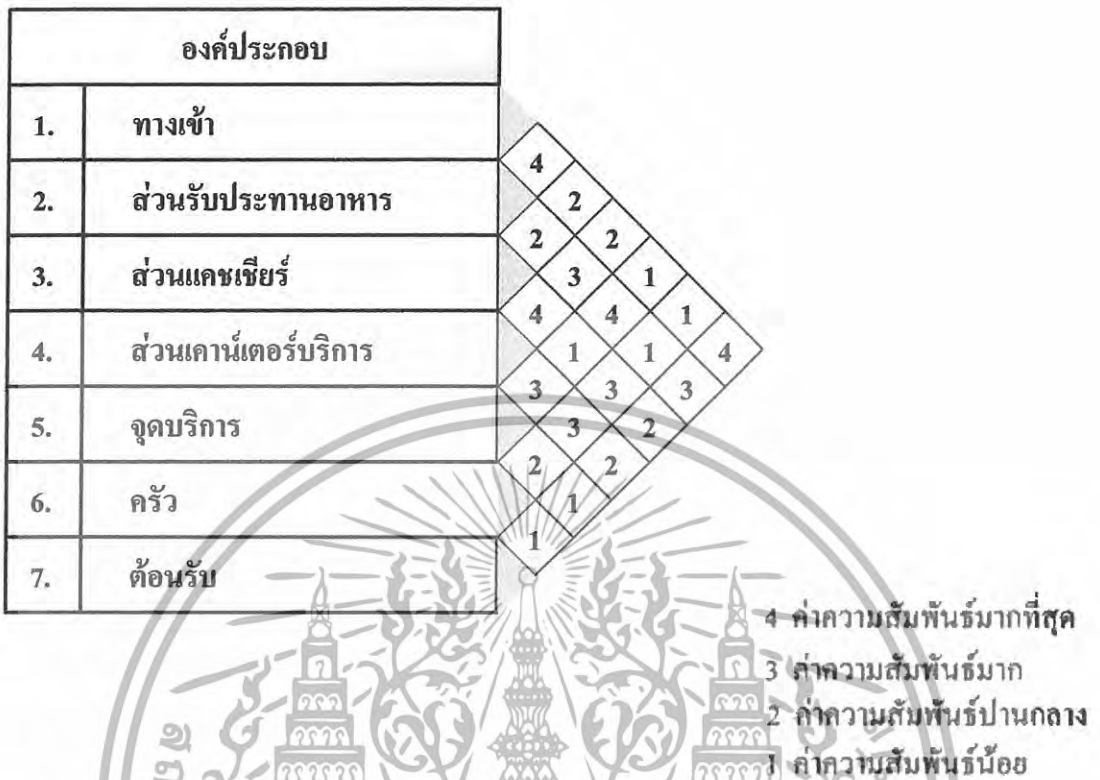 องค์ประกอบ
1. ทางเข้า
4
2. ส่วนรับประทานอาหาร
2
2 2
3. ส่วนแคชเชียร์
3 1
4 4 1
4. ส่วนเคาน์เตอร์บริการ
1 1 4
3 3 3
5. จุดบริการ
3 2
2 2
6. ครัว
1
1
7. ต้อนรับ
4 ค่าความสัมพันธ์มากที่สุด
3 ค่าความสัมพันธ์มาก
2 ค่าความสัมพันธ์ปานกลาง
1 ค่าความสัมพันธ์น้อย